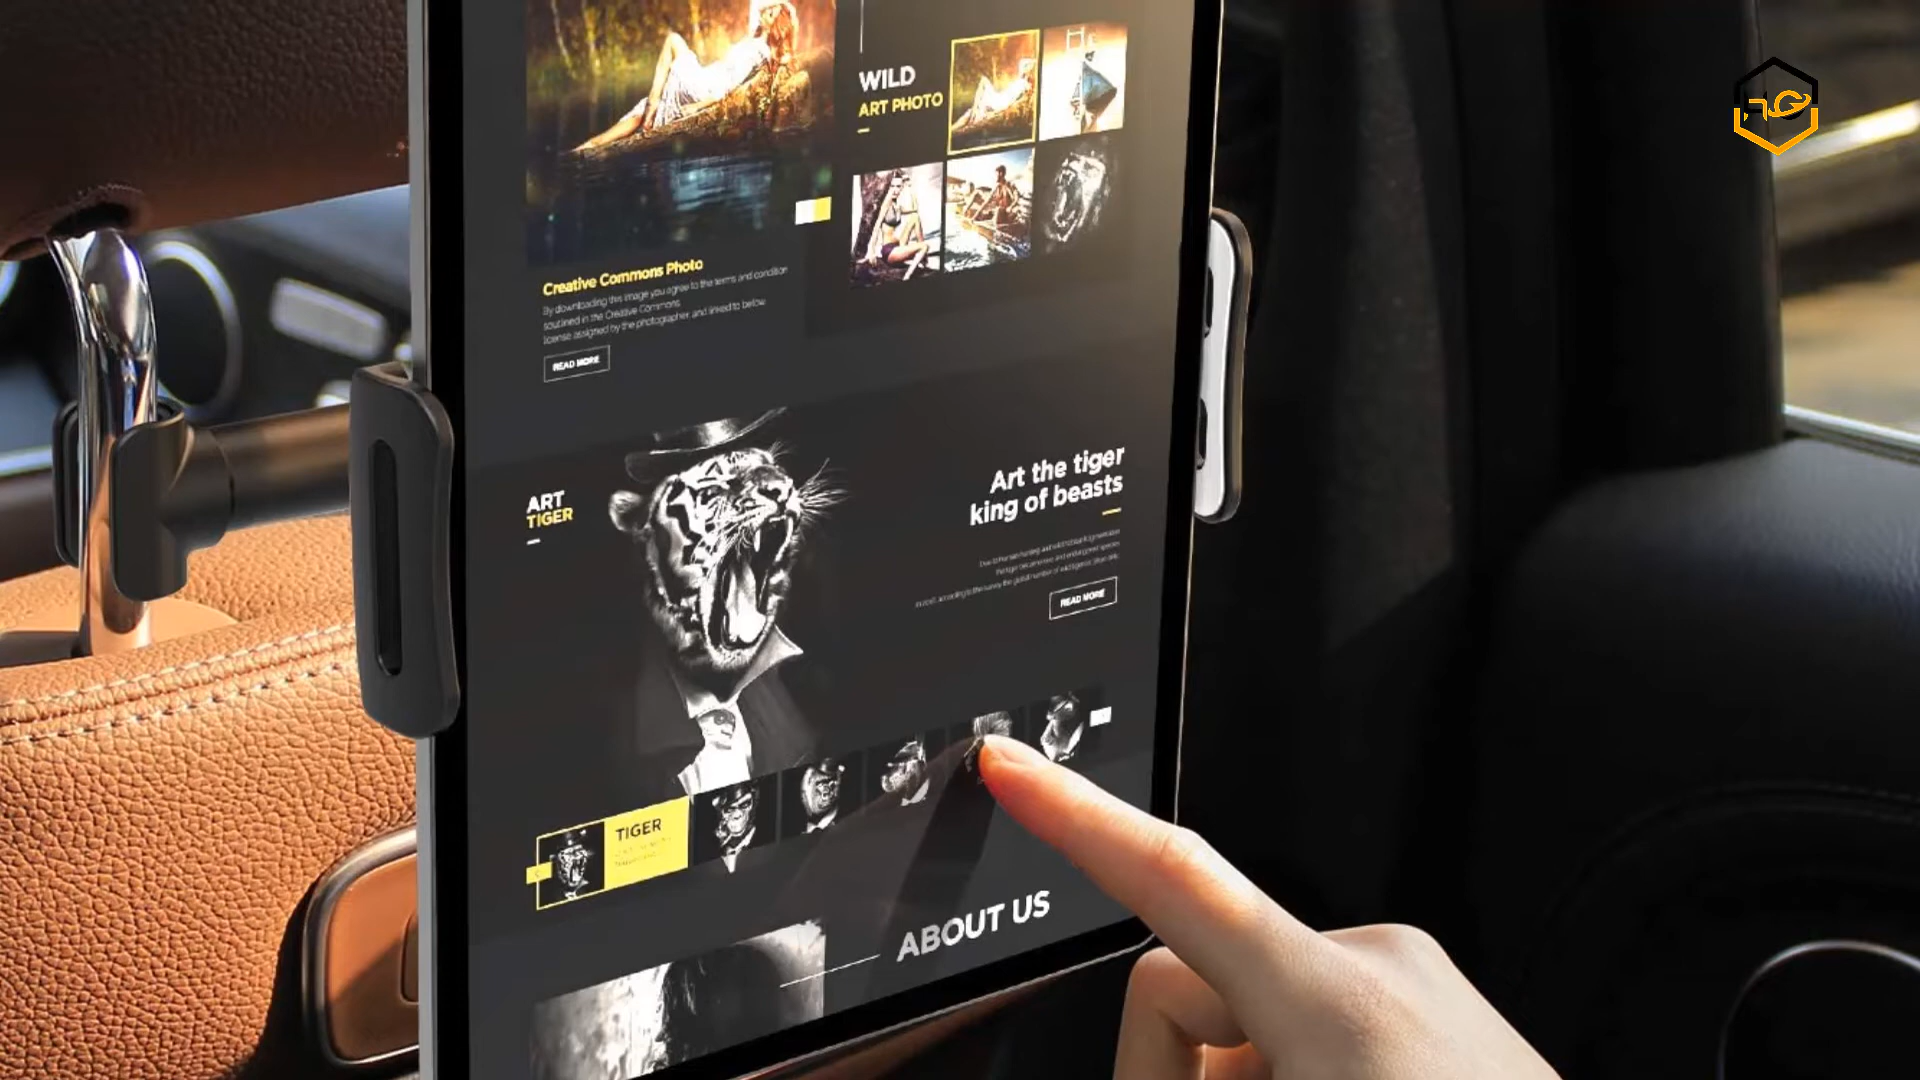 WILD
ART PHOTO
Creative Commons Photo
By downloading this image you agree to the terms and condition
soutlined in the Creative Commons
license assigned by the photographer, and linked to below.
READ MORE
ART
TIGER
Art the tiger
king of beasts
READ MORE
TIGER
ABOUT US